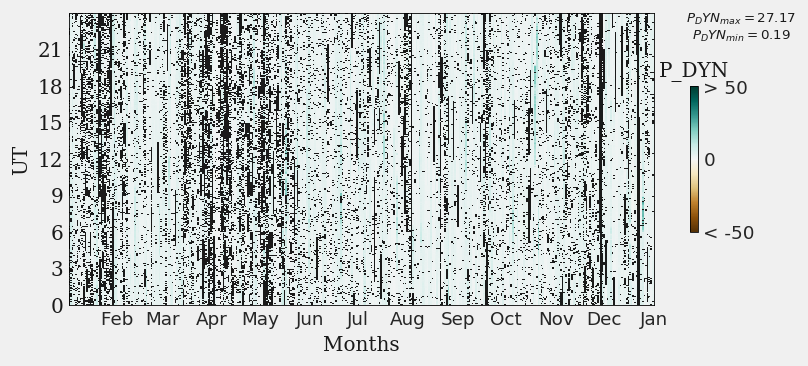 P_DYN_max = 27.17
P_DYN_min = 0.19
P_DYN
> 50
0
< -50
UT
21
18
15
12
9
6
3
0
Feb Mar Apr May Jun Jul Aug Sep Oct Nov Dec Jan
Months